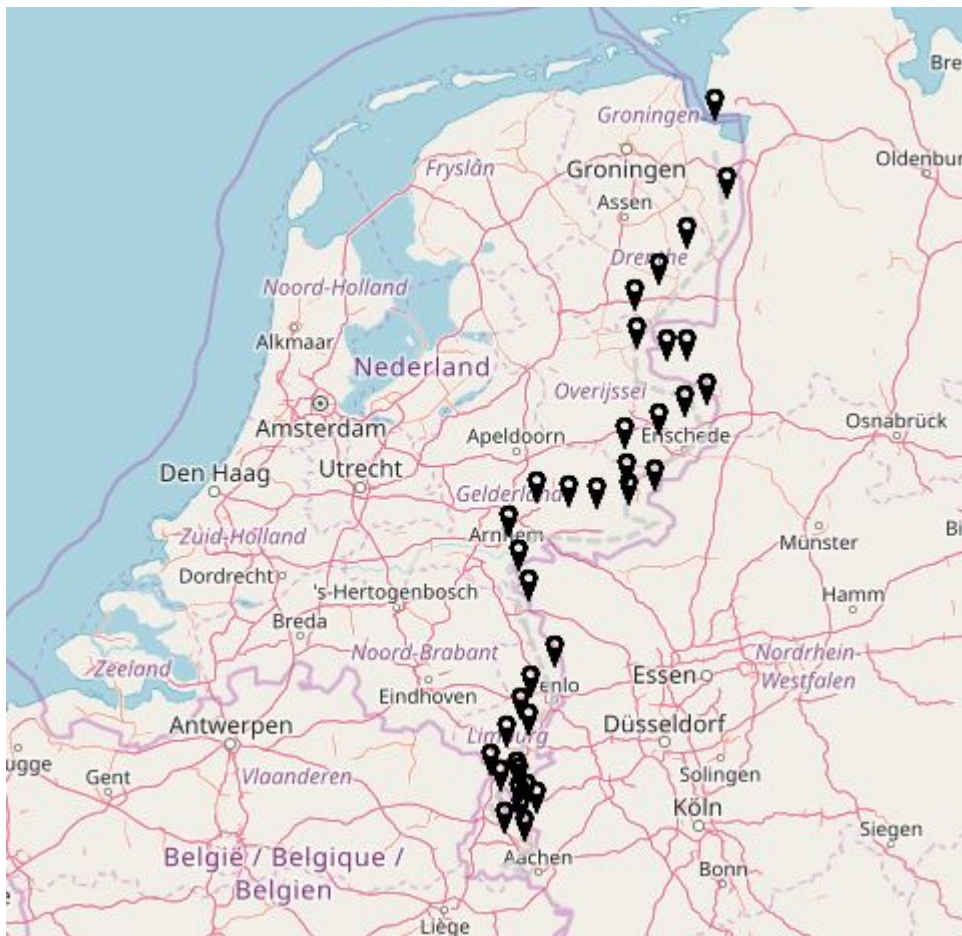 Bre
Groningen
Groningen
Oldenbur
Fryslân
Assen
Drenthe
Noord-Holland
Alkmaar
Nederland
Overijssel
Amsterdam
Apeldoorn
Enschede
Osnabrück
Den Haag
Utrecht
Gelderland
Zuid-Holland
Arnhem
Münster
Bi
Dordrecht
's-Hertogenbosch
Hamm
Breda
Noord-Brabant
Zeeland
Eindhoven
enlo
Essen
Nordrhein-
Westfalen
Antwerpen
Düsseldorf
Limburg
ugge
Gent
Vlaanderen
Solingen
Köln
Siegen
België / Belgique /
Belgien
Aachen
Bonn
Liège